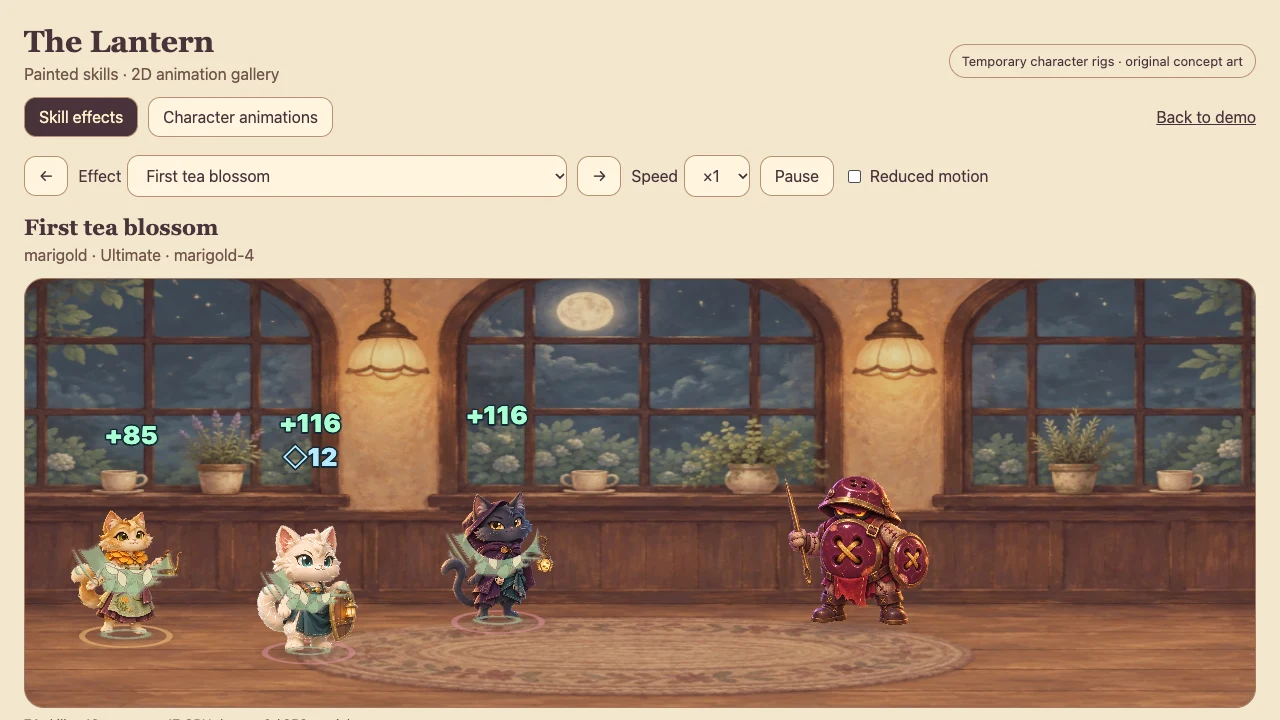 The Lantern
Painted skills · 2D animation gallery
Temporary character rigs · original concept art
Skill effects
Character animations
Back to demo
←
Effect
First tea blossom
→
Speed
×1
Pause
Reduced motion
First tea blossom
marigold · Ultimate · marigold-4
+85
+116
◇12
+116